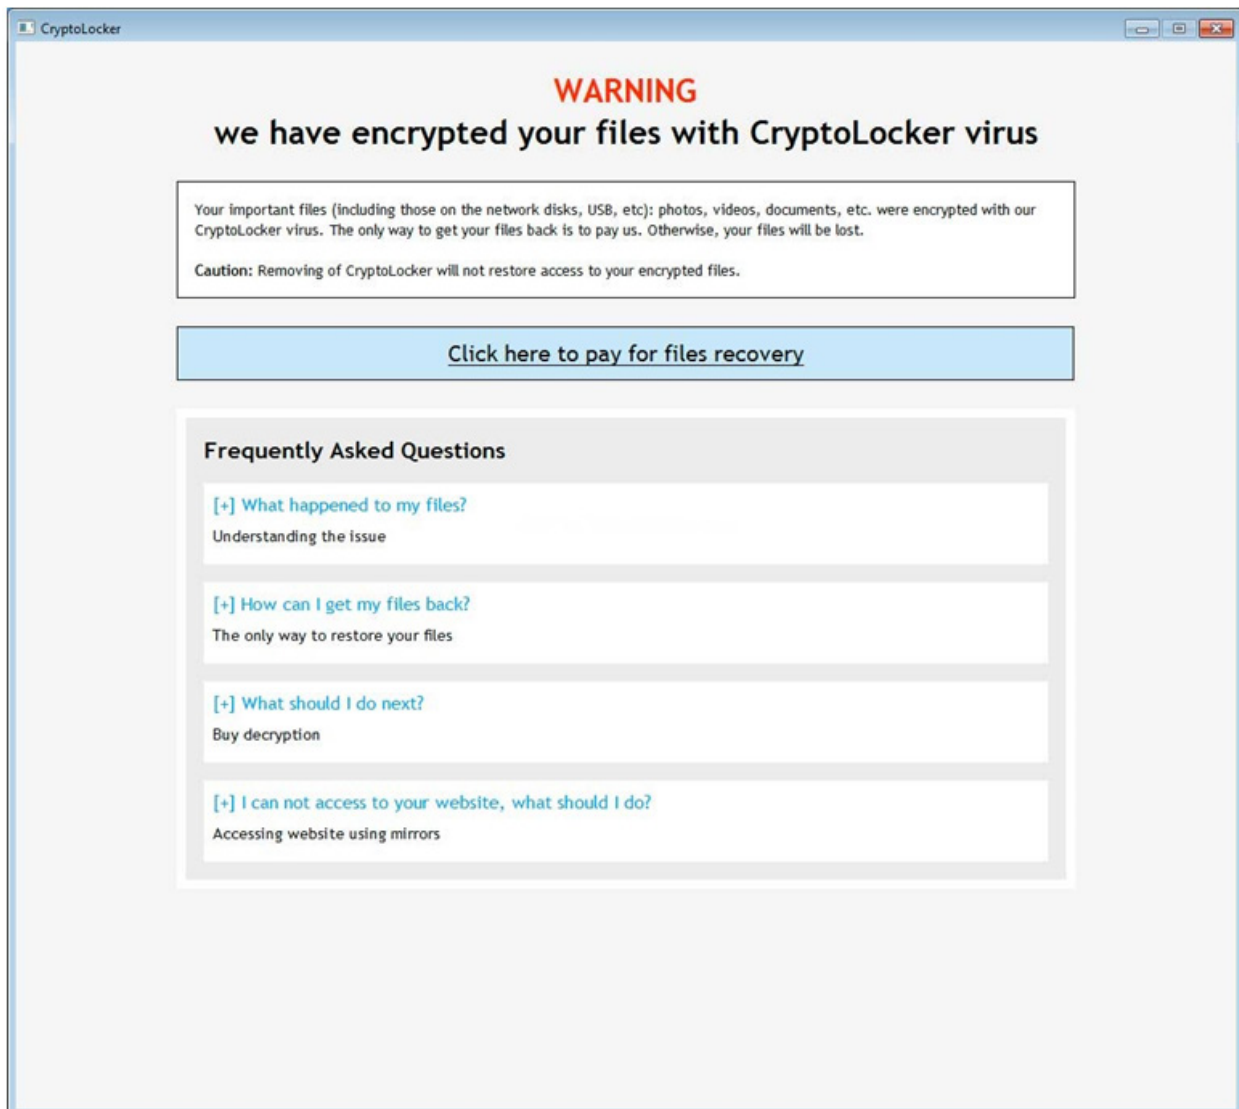 CryptoLocker
WARNING
we have encrypted your files with CryptoLocker virus
Your important files (including those on the network disks, USB, etc): photos, videos, documents, etc. were encrypted with our
CryptoLocker virus. The only way to get your files back is to pay us. Otherwise, your files will be lost.
Caution: Removing of CryptoLocker will not restore access to your encrypted files.
Click here to pay for files recovery
Frequently Asked Questions
[+] What happened to my files?
Understanding the issue
[+] How can I get my files back?
The only way to restore your files
[+] What should I do next?
Buy decryption
[+] I can not access to your website, what should I do?
Accessing website using mirrors